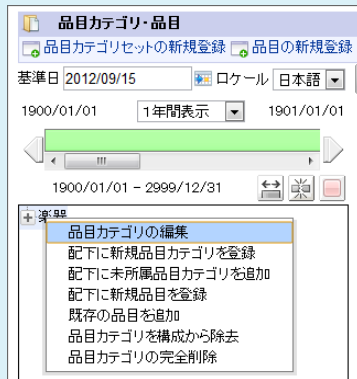 品目カテゴリ・品目
品目カテゴリセットの新規登録 品目の新規登録
基準日 2012/09/15 ロケール 日本語
1900/01/01 1年間表示 1901/01/01
1900/01/01 - 2999/12/31
楽器
品目カテゴリの編集
配下に新規品目カテゴリを登録
配下に未所属品目カテゴリを追加
配下に新規品目を登録
既存の品目を追加
品目カテゴリを構成から除去
品目カテゴリの完全削除